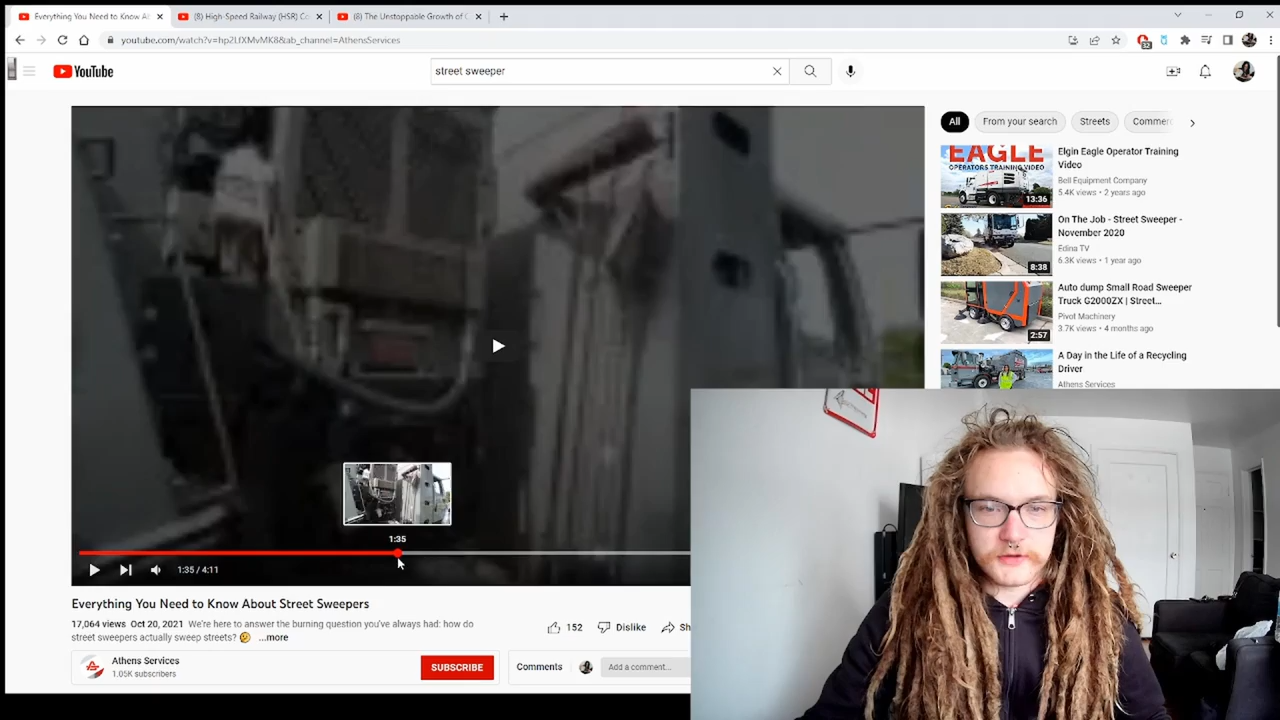 Everything You Need to Know A
(8) High-Speed Railway (HSR) Co
(8) The Unstoppable Growth of
youtube.com/watch?v=hp2LfXMvMK8&ab_channel=AthensServices
YouTube
street sweeper
All
From your search
Streets
Commerc
EAGLE
OPERATORS TRAINING VIDEO
13:36
Elgin Eagle Operator Training
Video
Bell Equipment Company
5.4K views • 2 years ago
8:38
On The Job - Street Sweeper -
November 2020
Edina TV
6.3K views • 1 year ago
2:57
Auto dump Small Road Sweeper
Truck G2000ZX | Street...
Pivot Machinery
3.7K views • 4 months ago
A Day in the Life of a Recycling
Driver
Athens Services
1:35
1:35 / 4:11
Everything You Need to Know About Street Sweepers
17,064 views Oct 20, 2021 We're here to answer the burning question you've always had: how do
street sweepers actually sweep streets? 🤔 ...more
152
Dislike
Sh
Athens Services
1.05K subscribers
SUBSCRIBE
Comments
Add a comment...